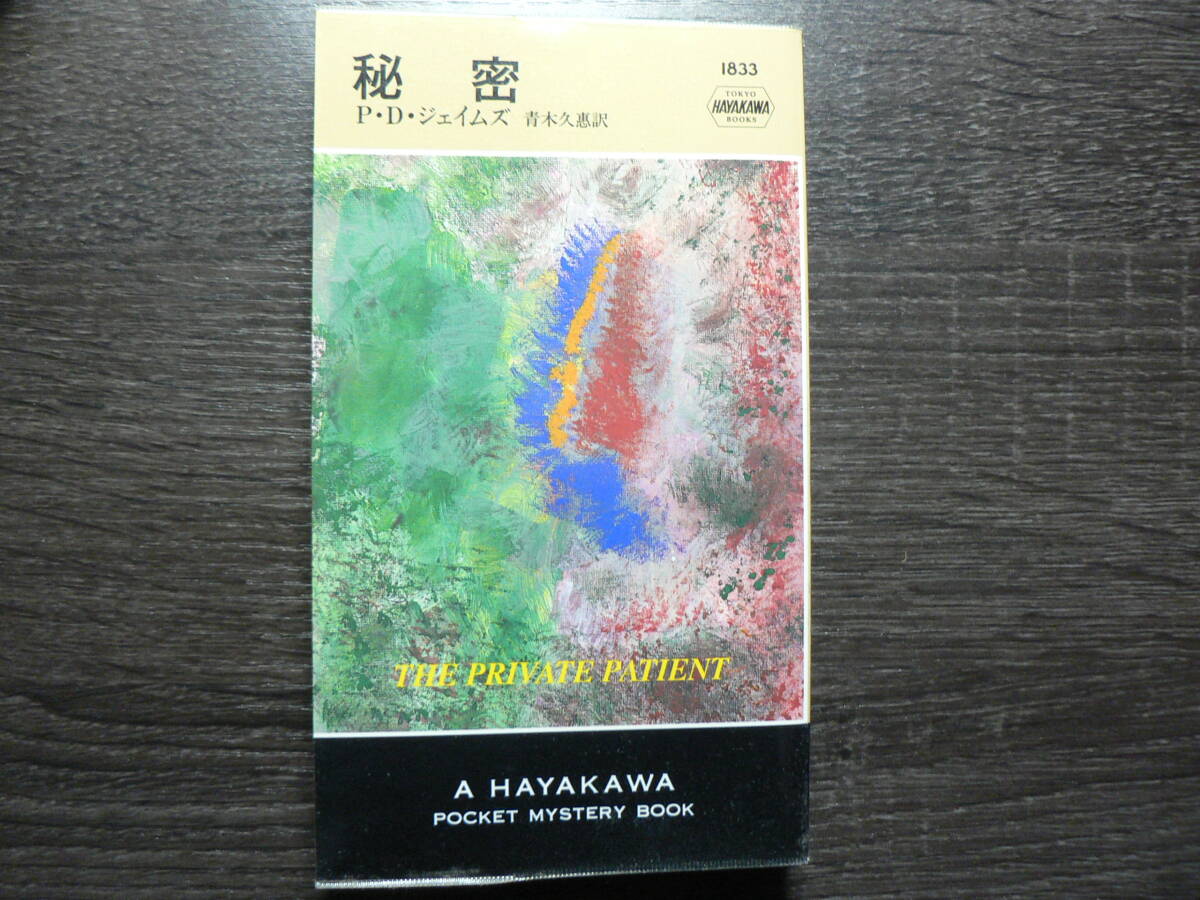 秘密
1833
P・D・ジェイムズ 青木久惠訳
TOKYO
HAYAKAWA
BOOKS
THE PRIVATE PATIENT
A HAYAKAWA
POCKET MYSTERY BOOK